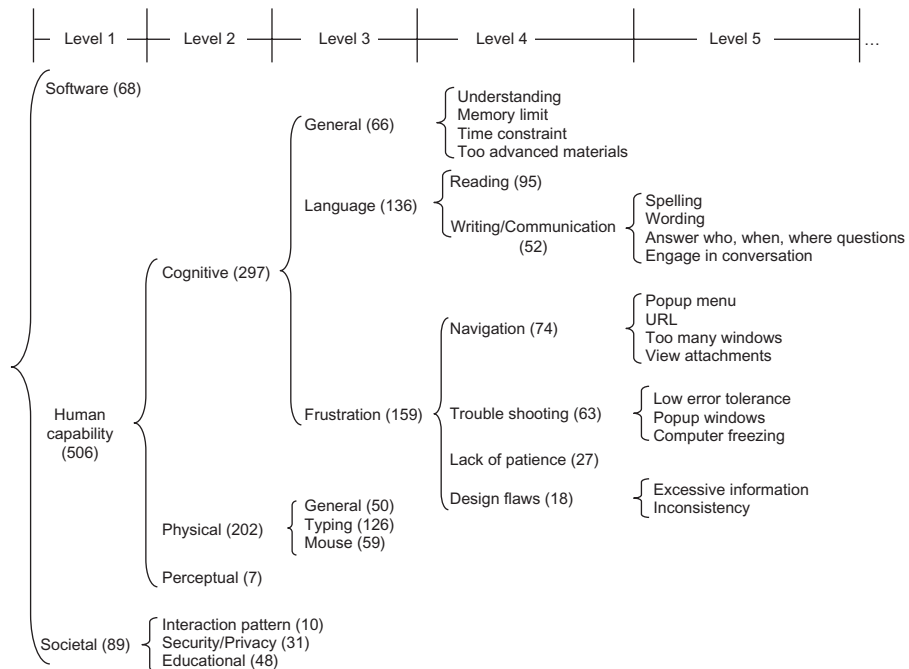 Level 1 Level 2 Level 3 Level 4 Level 5 ...
Software (68)
Understanding
Memory limit
General (66)
Time constraint
Too advanced materials
Reading (95)
Language (136)
Writing/Communication
(52)
Spelling
Wording
Answer who, when, where questions
Engage in conversation
Cognitive (297)
Popup menu
URL
Navigation (74)
Too many windows
View attachments
Human
capability
(506)
Frustration (159)
Trouble shooting (63)
Low error tolerance
Popup windows
Computer freezing
Lack of patience (27)
Design flaws (18)
Excessive information
Inconsistency
Physical (202)
General (50)
Typing (126)
Mouse (59)
Perceptual (7)
Societal (89)
Interaction pattern (10)
Security/Privacy (31)
Educational (48)